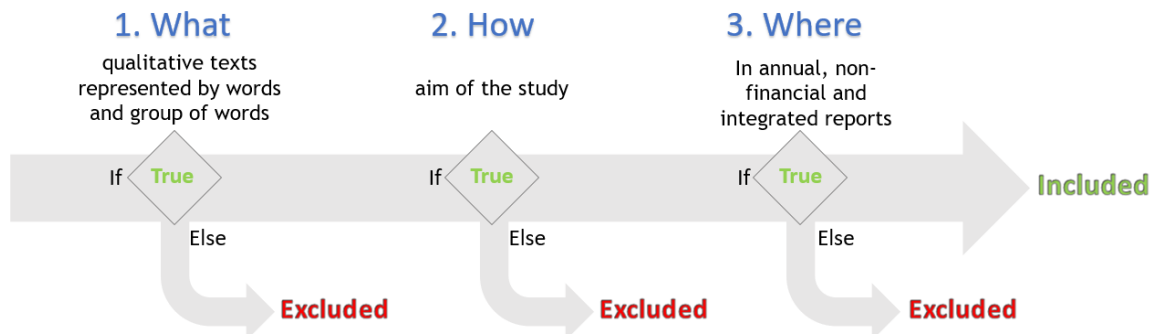 1. What
qualitative texts
represented by words
and group of words
2. How
aim of the study
3. Where
In annual, non-
financial and
integrated reports
If
True
If
True
If
True
Included
Else
Else
Else
Excluded
Excluded
Excluded